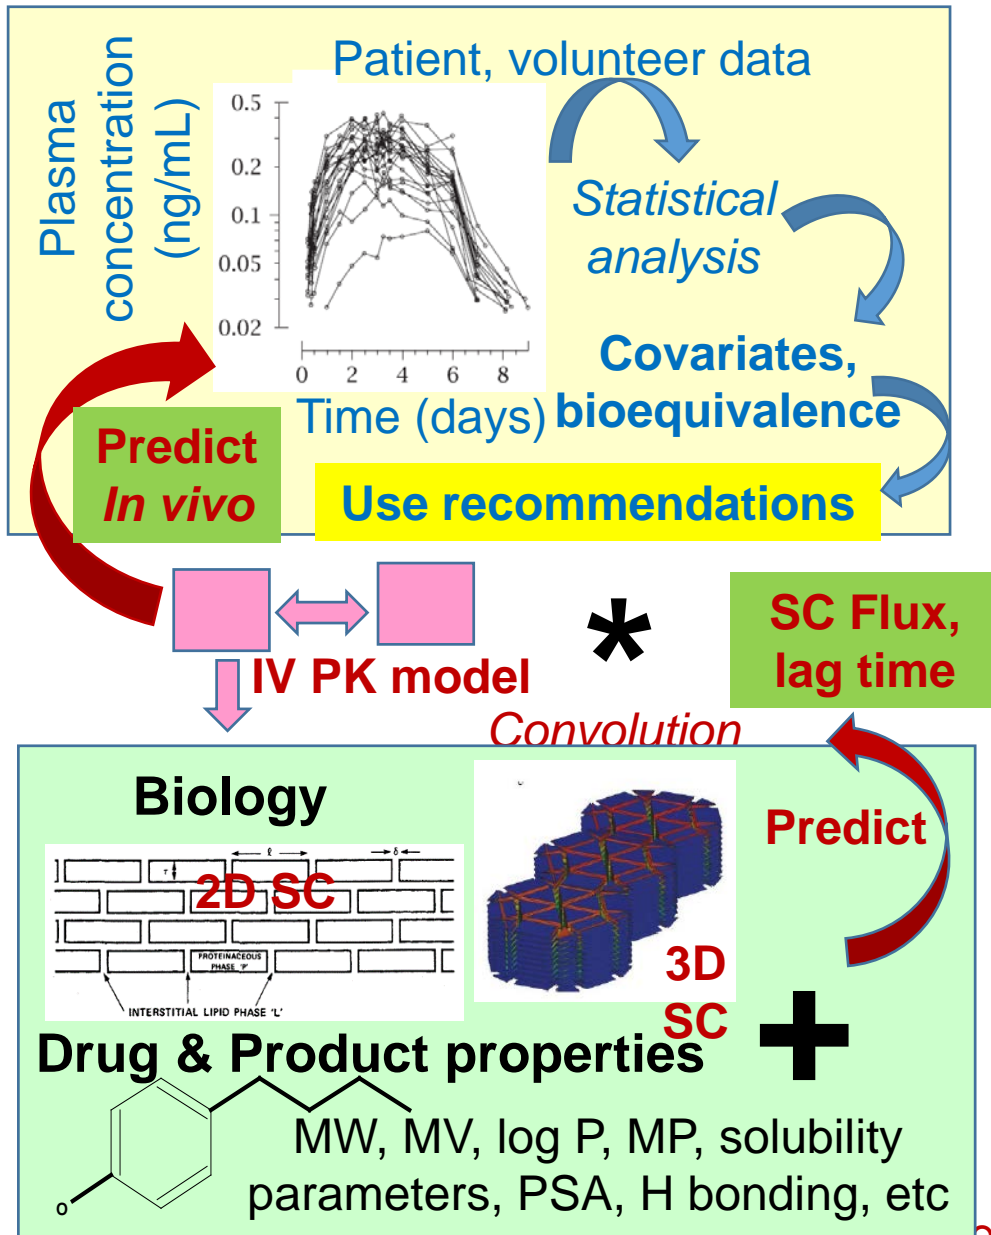 Patient, volunteer data
Plasma
concentration
(ng/mL)
0.5
0.2
0.1
0.05
0.02
0 2 4 6 8
Time (days)
Statistical
analysis
Covariates,
bioequivalence
Use recommendations
Predict
In vivo
IV PK model
*
Convolution
SC Flux,
lag time
Predict
Biology
ℓ
δ
τ
2D SC
PROTEINACEOUS
PHASE 'P'
INTERSTITIAL LIPID PHASE 'L'
3D
SC
+
Drug & Product properties
O
MW, MV, log P, MP, solubility
parameters, PSA, H bonding, etc